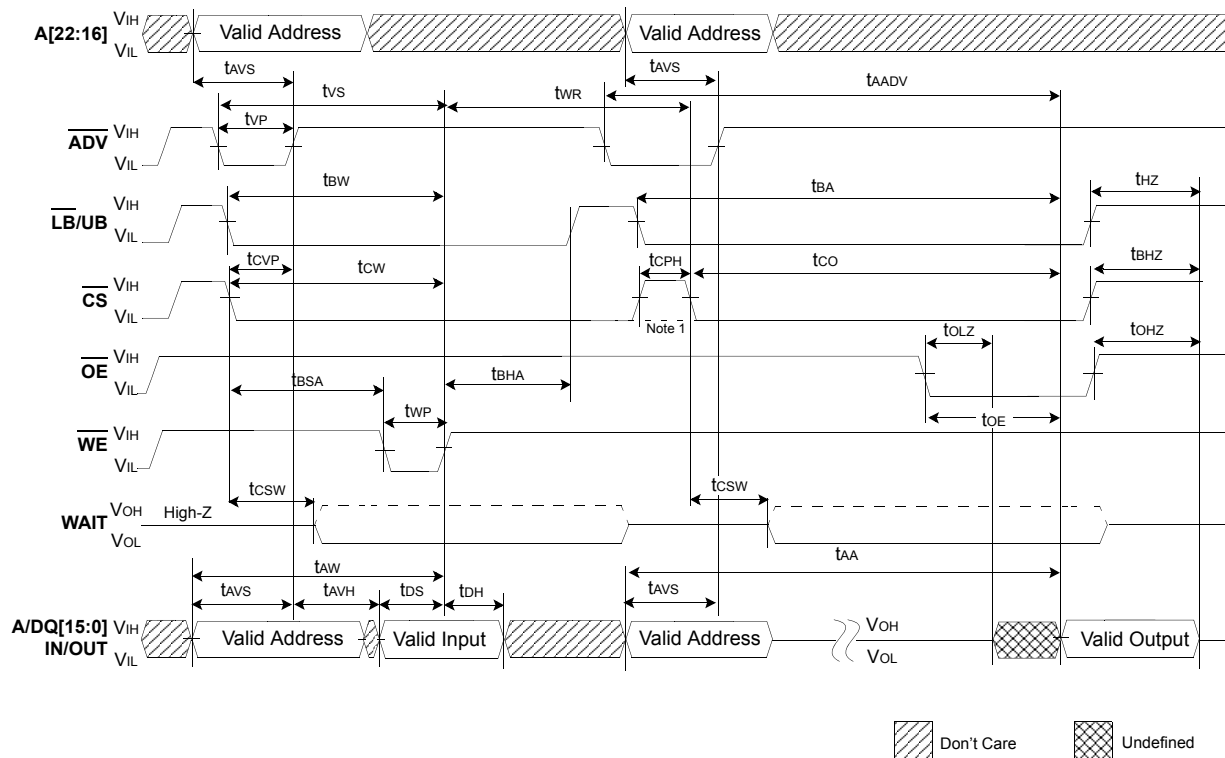 A[22:16] VIH Valid Address Valid Address
VIL
tAVS tAVS tAADV
tVS tWR
ADV VIH tVP
VIL
tBW tBA tHZ
LB/UB VIH
VIL
tCVP tCW tCPH tCO tBHZ
CS VIH
VIL Note 1
tOLZ tOHZ
OE VIH
VIL
tBSA tBHA
tWP tOE
WE VIH
VIL
tCSW tCSW
WAIT VOH High-Z
VOL
tAW tAA
tAVS tAVH tDS tDH tAVS
A/DQ[15:0] VIH Valid Address Valid Input Valid Address VOH Valid Output
IN/OUT VIL VOL
Don't Care Undefined